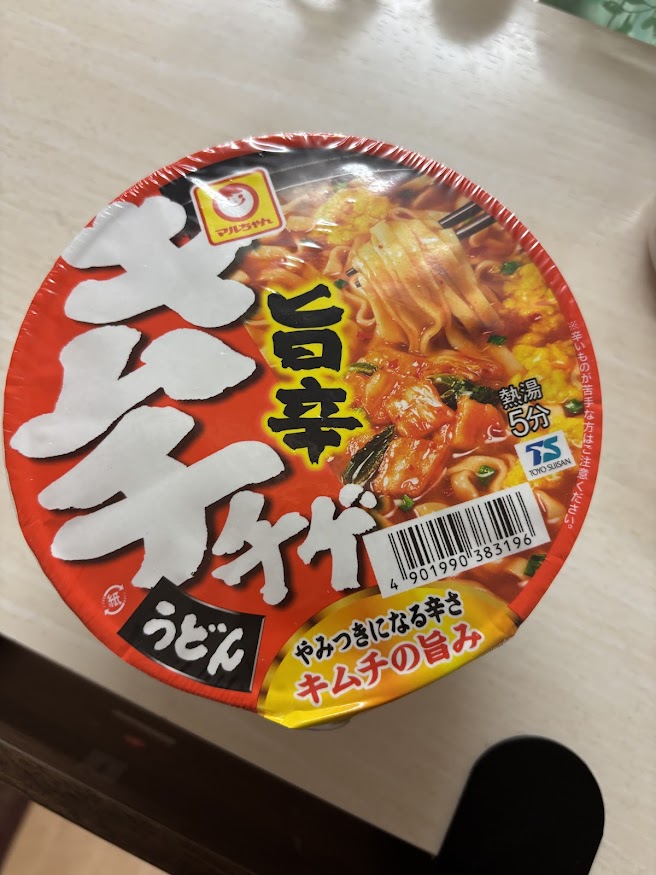 マルちゃん
キムチチゲ
旨辛
うどん
熱湯
5分
TS
TOYO SUISAN
※辛いものが苦手な方はご注意ください。
4 901990 383196
紙
やみつきになる辛さ
キムチの旨み